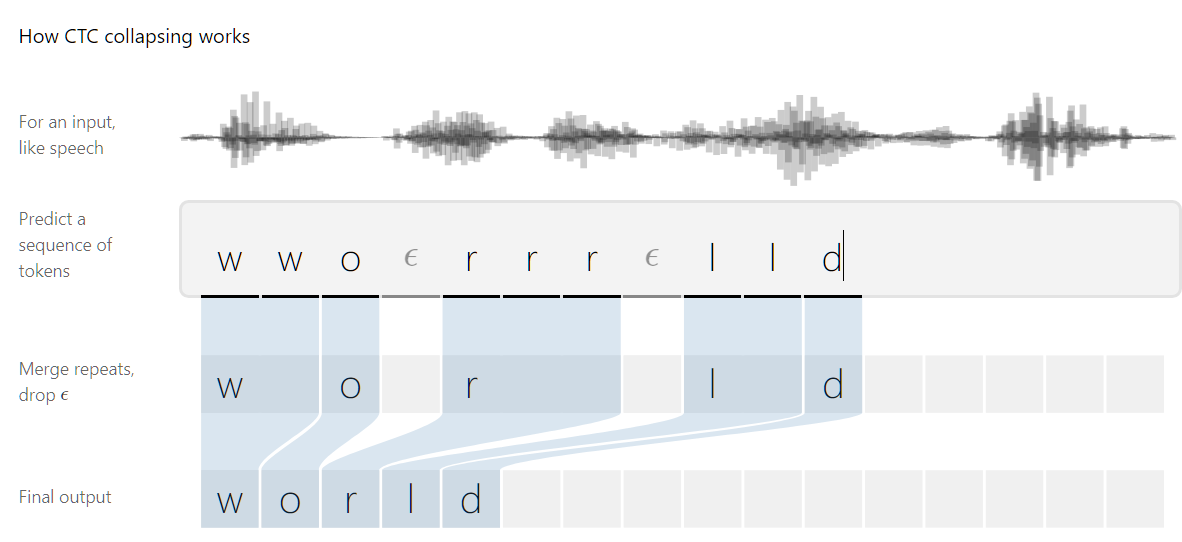 How CTC collapsing works
For an input,
like speech
Predict a
sequence of
tokens
w w o ϵ r r r ϵ l l d
Merge repeats,
drop ϵ
w o r l d
Final output
w o r l d